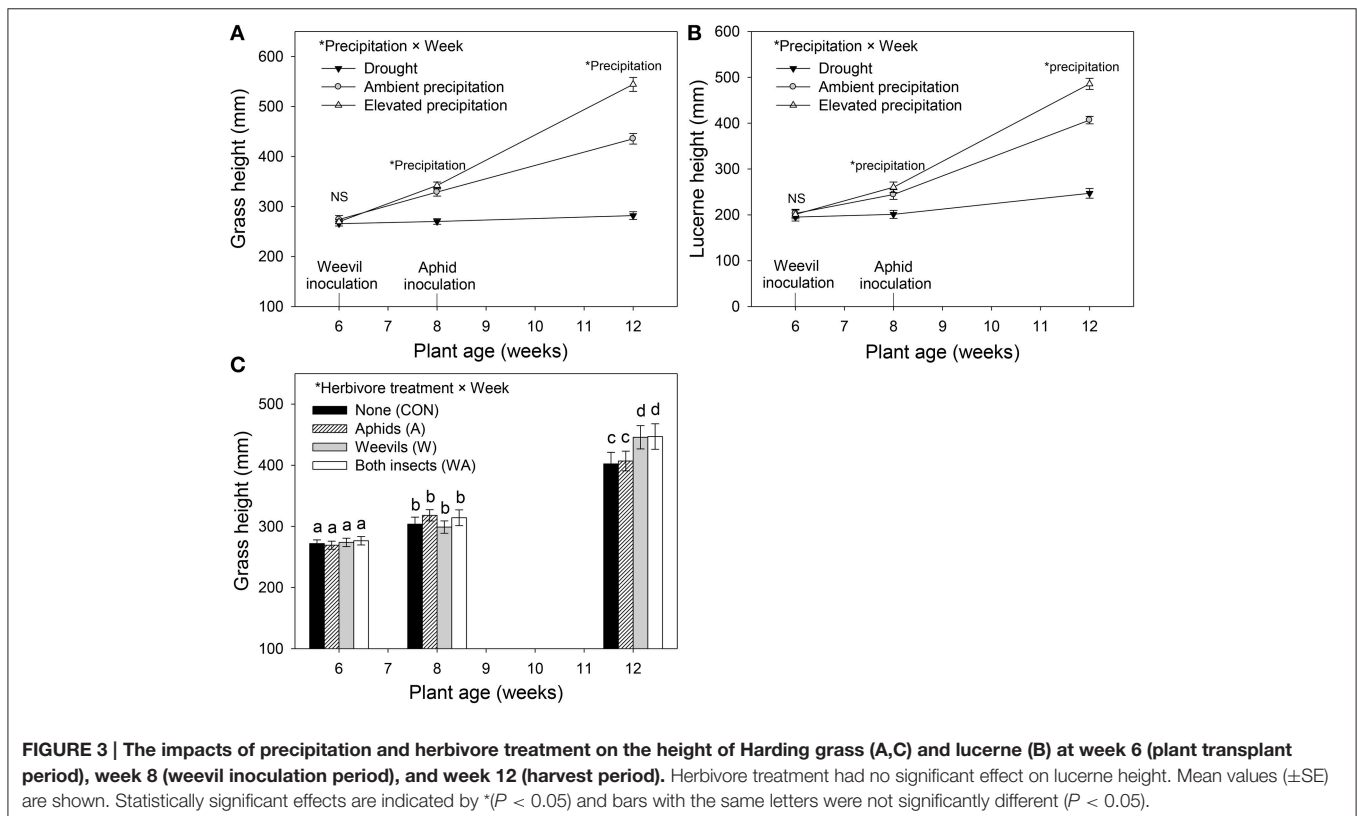 A
*Precipitation × Week
Drought
Ambient precipitation
Elevated precipitation
*Precipitation
*Precipitation
NS
Weevil
inoculation
Aphid
inoculation
Grass height (mm)
600
500
400
300
200
100
6 7 8 9 10 11 12
Plant age (weeks)
B
*Precipitation × Week
Drought
Ambient precipitation
Elevated precipitation
*precipitation
*precipitation
NS
Weevil
inoculation
Aphid
inoculation
Lucerne height (mm)
600
500
400
300
200
100
0
6 7 8 9 10 11 12
Plant age (weeks)
C
*Herbivore treatment × Week
None (CON)
Aphids (A)
Weevils (W)
Both insects (WA)
a a a a
b b b b
c c d d
Grass height (mm)
500
400
300
200
100
6 7 8 9 10 11 12
Plant age (weeks)
FIGURE 3 | The impacts of precipitation and herbivore treatment on the height of Harding grass (A,C) and lucerne (B) at week 6 (plant transplant
period), week 8 (weevil inoculation period), and week 12 (harvest period). Herbivore treatment had no significant effect on lucerne height. Mean values (±SE)
are shown. Statistically significant effects are indicated by *(P < 0.05) and bars with the same letters were not significantly different (P < 0.05).